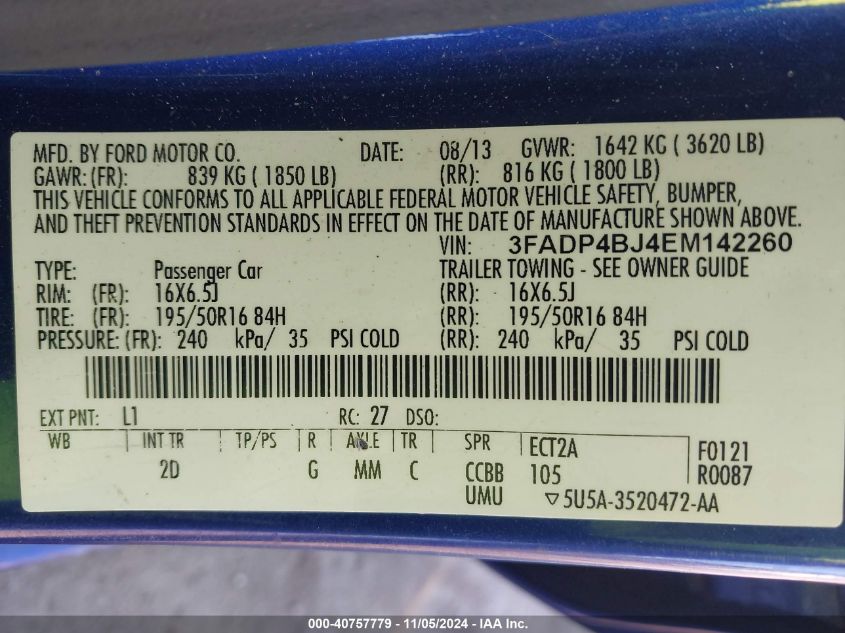 MFD. BY FORD MOTOR CO. DATE: 08/13 GVWR: 1642 KG ( 3620 LB)
GAWR: (FR): 839 KG ( 1850 LB) (RR): 816 KG ( 1800 LB)
THIS VEHICLE CONFORMS TO ALL APPLICABLE FEDERAL MOTOR VEHICLE SAFETY, BUMPER,
AND THEFT PREVENTION STANDARDS IN EFFECT ON THE DATE OF MANUFACTURE SHOWN ABOVE.
VIN: 3FADP4BJ4EM142260
TYPE: Passenger Car TRAILER TOWING - SEE OWNER GUIDE
RIM: (FR): 16X6.5J (RR): 16X6.5J
TIRE: (FR): 195/50R16 84H (RR): 195/50R16 84H
PRESSURE: (FR): 240 kPa/ 35 PSI COLD (RR): 240 kPa/ 35 PSI COLD
EXT PNT: L1 RC: 27 DSO:
WB INT TR TP/PS R AXLE TR SPR ECT2A F0121
2D G MM C CCBB 105 R0087
UMU ▽5U5A-3520472-AA
000-40757779 - 11/05/2024 - IAA Inc.